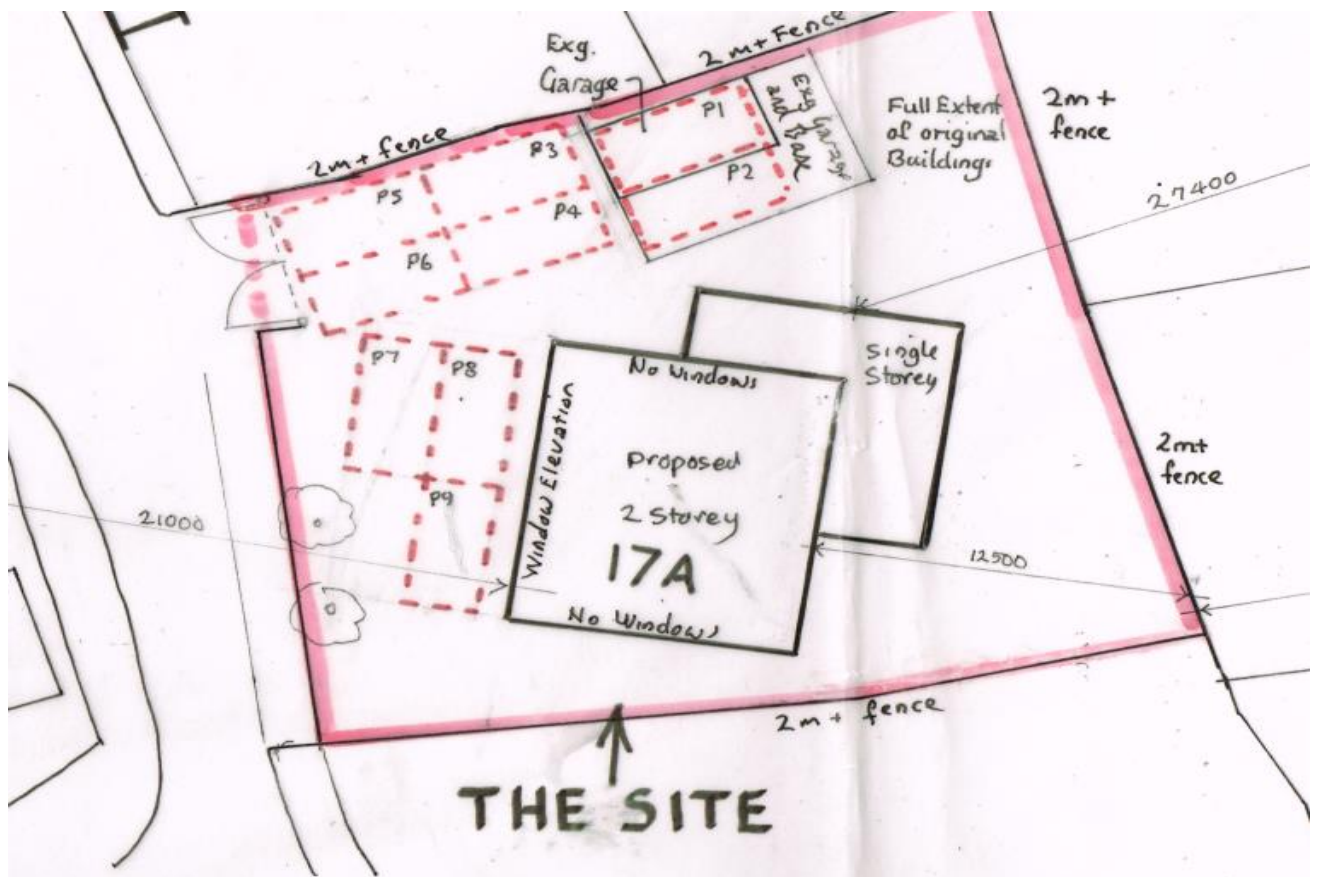 Exg.
Garage
2m+ Fence
P1
Exg Garage
and Base
Full Extent
of original
Buildings
2m+
fence
2m+ fence
P3
P2
P5
P4
27400
P6
P7
P8
Single
Storey
No Windows
Window Elevation
Proposed
2 Storey
17A
2m+
fence
P9
21000
12500
No Windows
2m+ fence
THE SITE